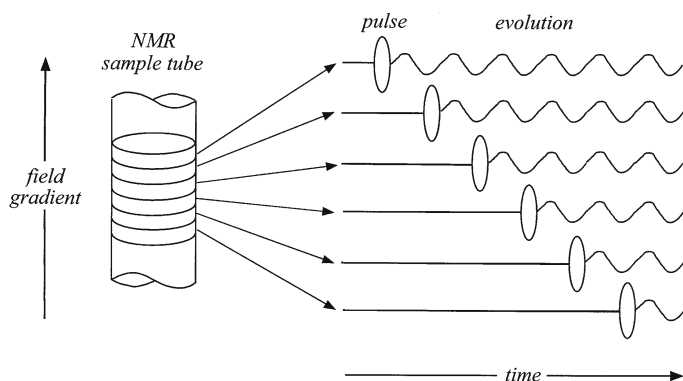 NMR
sample tube
pulse
evolution
field
gradient
time